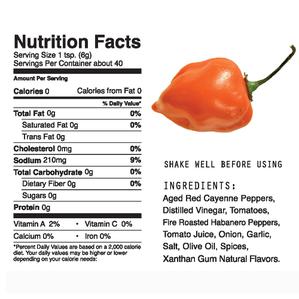 Nutrition Facts
Serving Size 1 tsp. (6g)
Servings Per Container about 40
Amount Per Serving
Calories 0 Calories from Fat 0
% Daily Value*
Total Fat 0g 0%
Saturated Fat 0g 0%
Trans Fat 0g
Cholesterol 0mg 0%
Sodium 210mg 9%
Total Carbohydrate 0g 0%
Dietary Fiber 0g 0%
Sugars 0g
Protein 0g
Vitamin A 2% • Vitamin C 0%
Calcium 0% • Iron 0%
*Percent Daily Values are based on a 2,000 calorie
diet. Your daily values may be higher or lower
depending on your calorie needs:
SHAKE WELL BEFORE USING
INGREDIENTS:
Aged Red Cayenne Peppers,
Distilled Vinegar, Tomatoes,
Fire Roasted Habanero Peppers,
Tomato Juice, Onion, Garlic,
Salt, Olive Oil, Spices,
Xanthan Gum Natural Flavors.